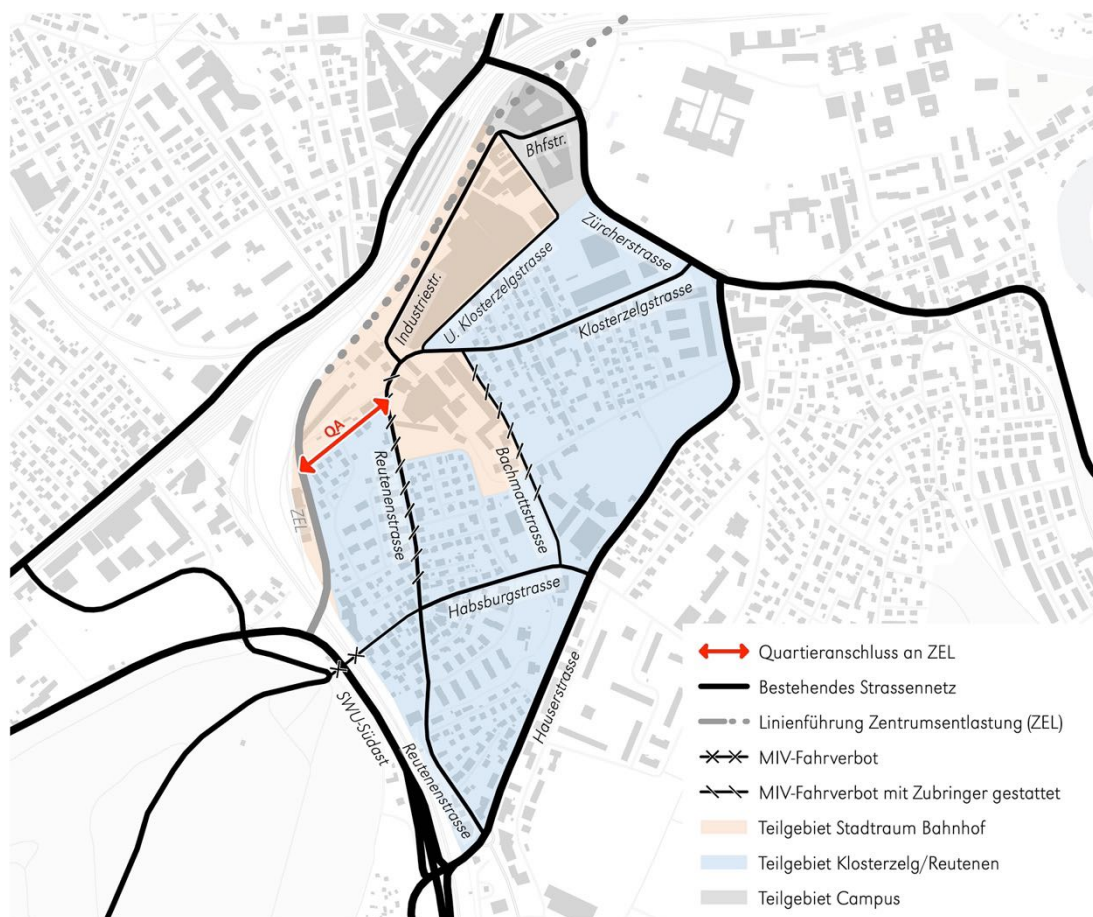 Bhfstr.
Zürcherstrasse
Industriestr.
U. Klosterzelgstrasse
Klosterzelgstrasse
QA
Reutenenstrasse
Bachmattstrasse
ZEL
Habsburgstrasse
SWU-Südast
Reutenenstrasse
Hauserstrasse
Quartieranschluss an ZEL
Bestehendes Strassennetz
Linienführung Zentrumsentlastung (ZEL)
MIV-Fahrverbot
MIV-Fahrverbot mit Zubringer gestattet
Teilgebiet Stadtraum Bahnhof
Teilgebiet Klosterzelg/Reutenen
Teilgebiet Campus